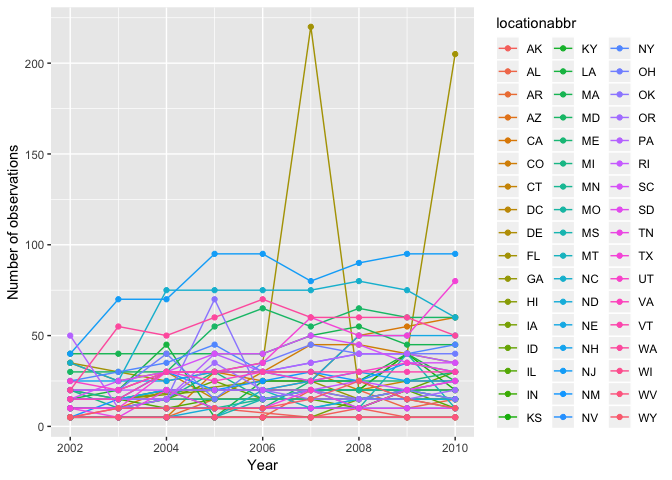 locationabbr
AK KY NY
AL LA OH
AR MA OK
AZ MD OR
CA ME PA
CO MI RI
CT MN SC
DC MO SD
DE MS TN
FL MT TX
GA NC UT
HI ND VA
IA NE VT
ID NH WA
IL NJ WI
IN NM WV
KS NV WY
Number of observations
200
150
100
50
0
2002 2004 2006 2008 2010
Year